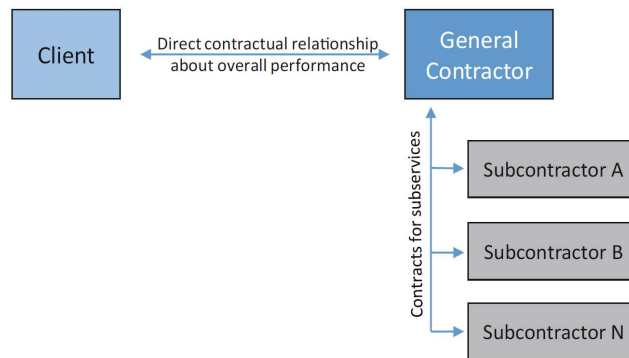 Client
Direct contractual relationship
about overall performance
General
Contractor
Contracts for subservices
Subcontractor A
Subcontractor B
Subcontractor N